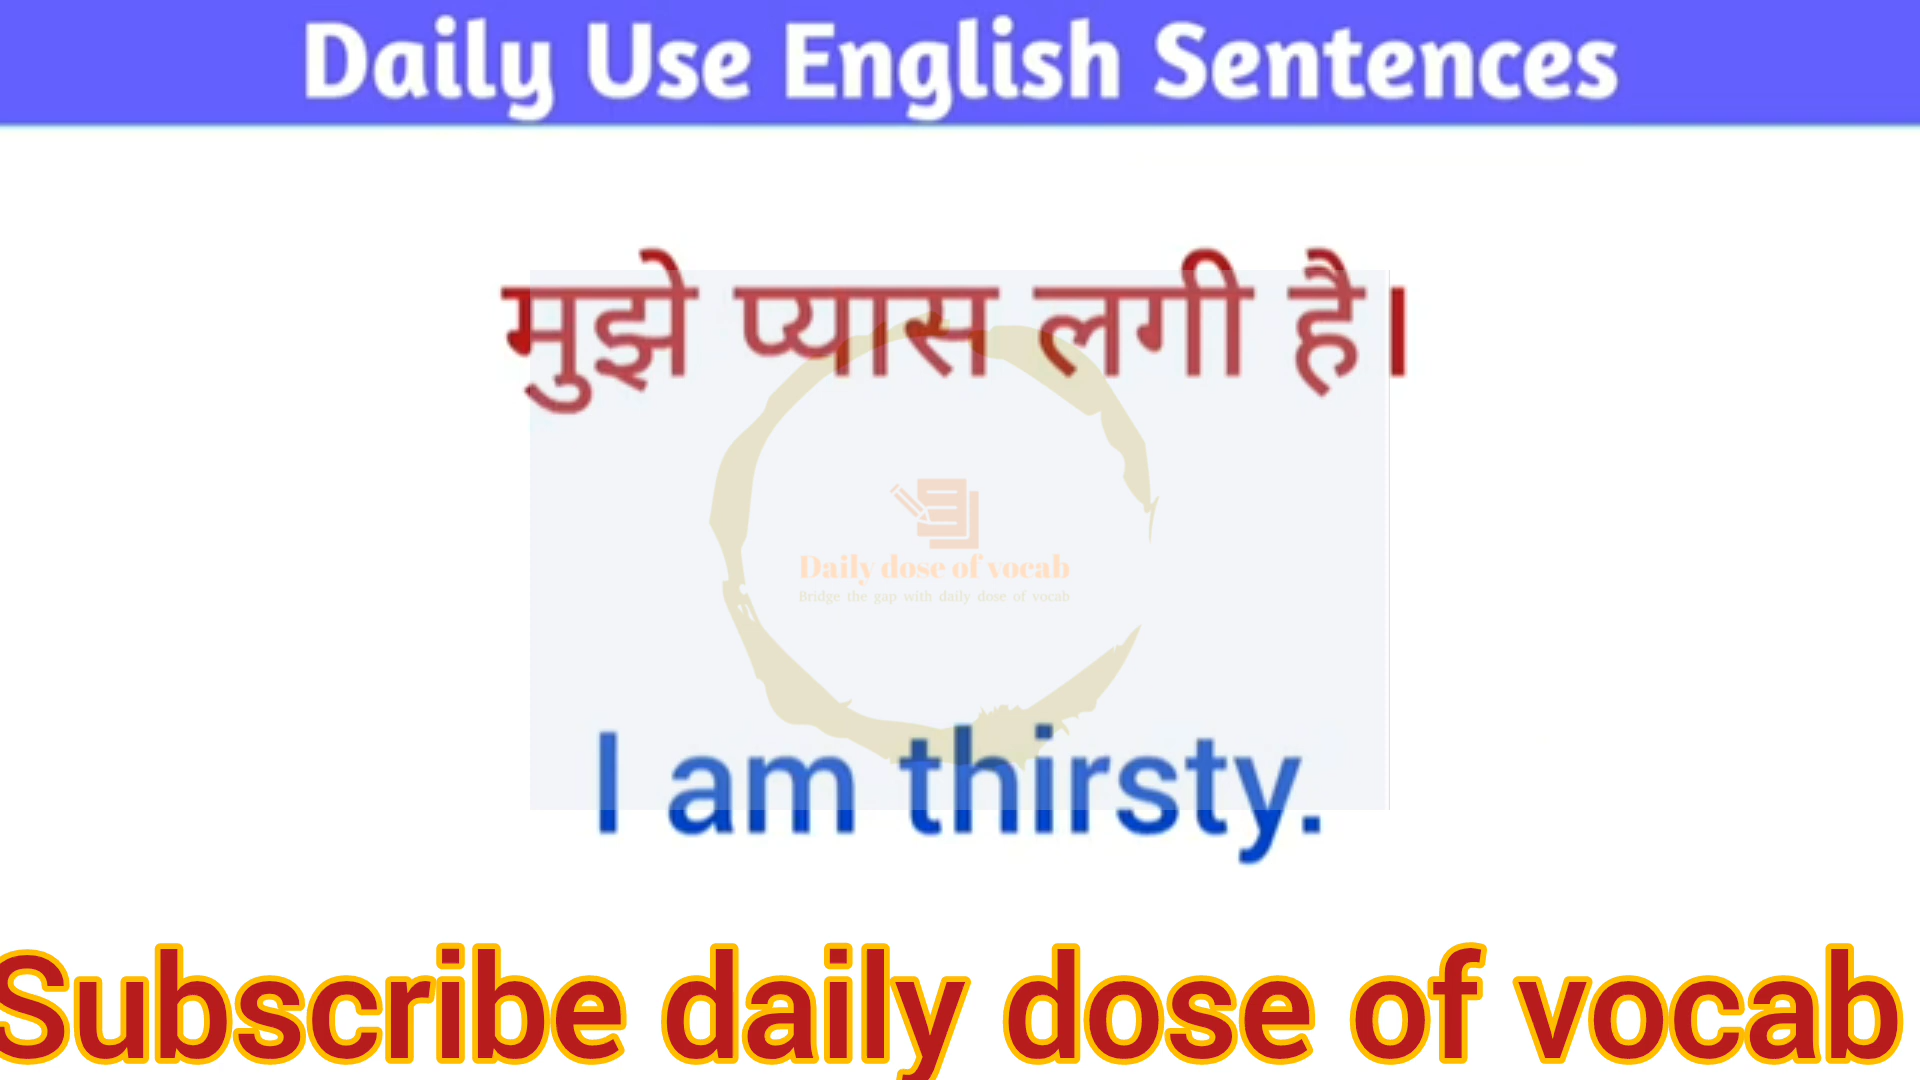 Daily Use English Sentences
मुझे प्यास लगी है।
Daily dose of vocab
Bridge the gap with daily dose of vocab
I am thirsty.
Subscribe daily dose of vocab